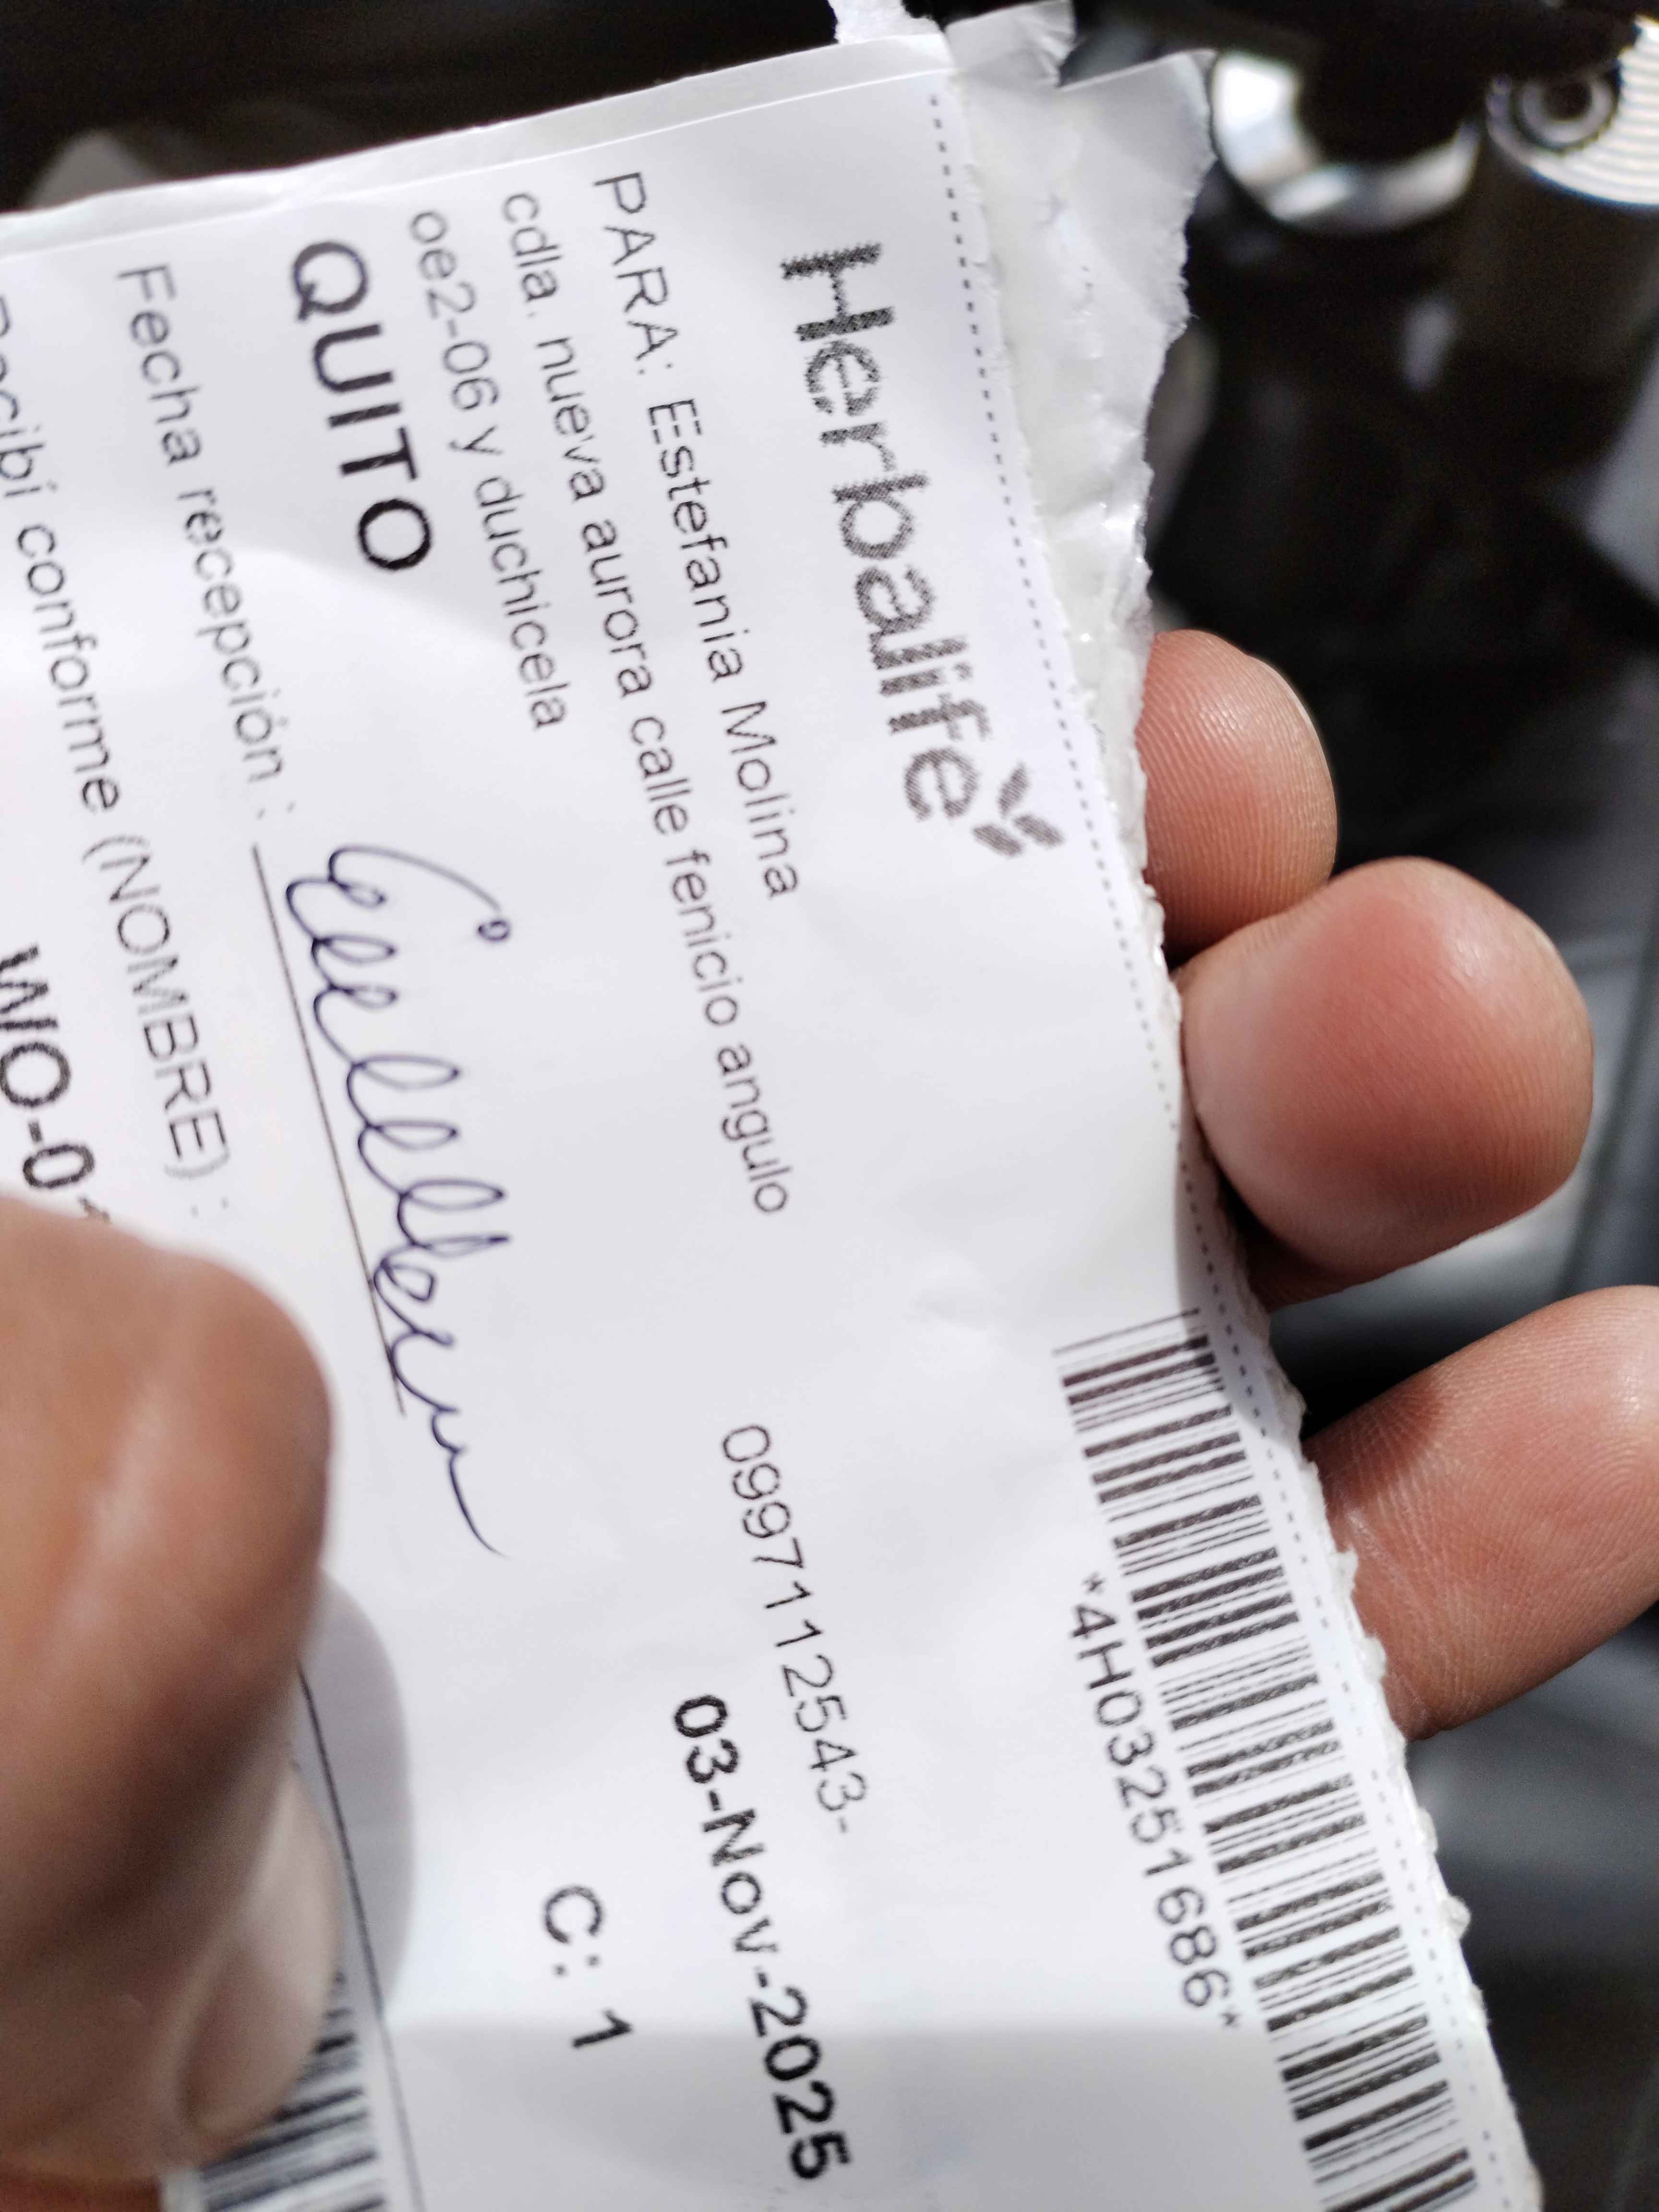 Herbalife
*4H03251686*
PARA: Estefania Molina
0997112543-
cdla. nueva aurora calle fenicio angulo
03-Nov-2025
oe2-06 y duchicela
QUITO
C: 1
Fecha recepción :
Recibí conforme (NOMBRE) :